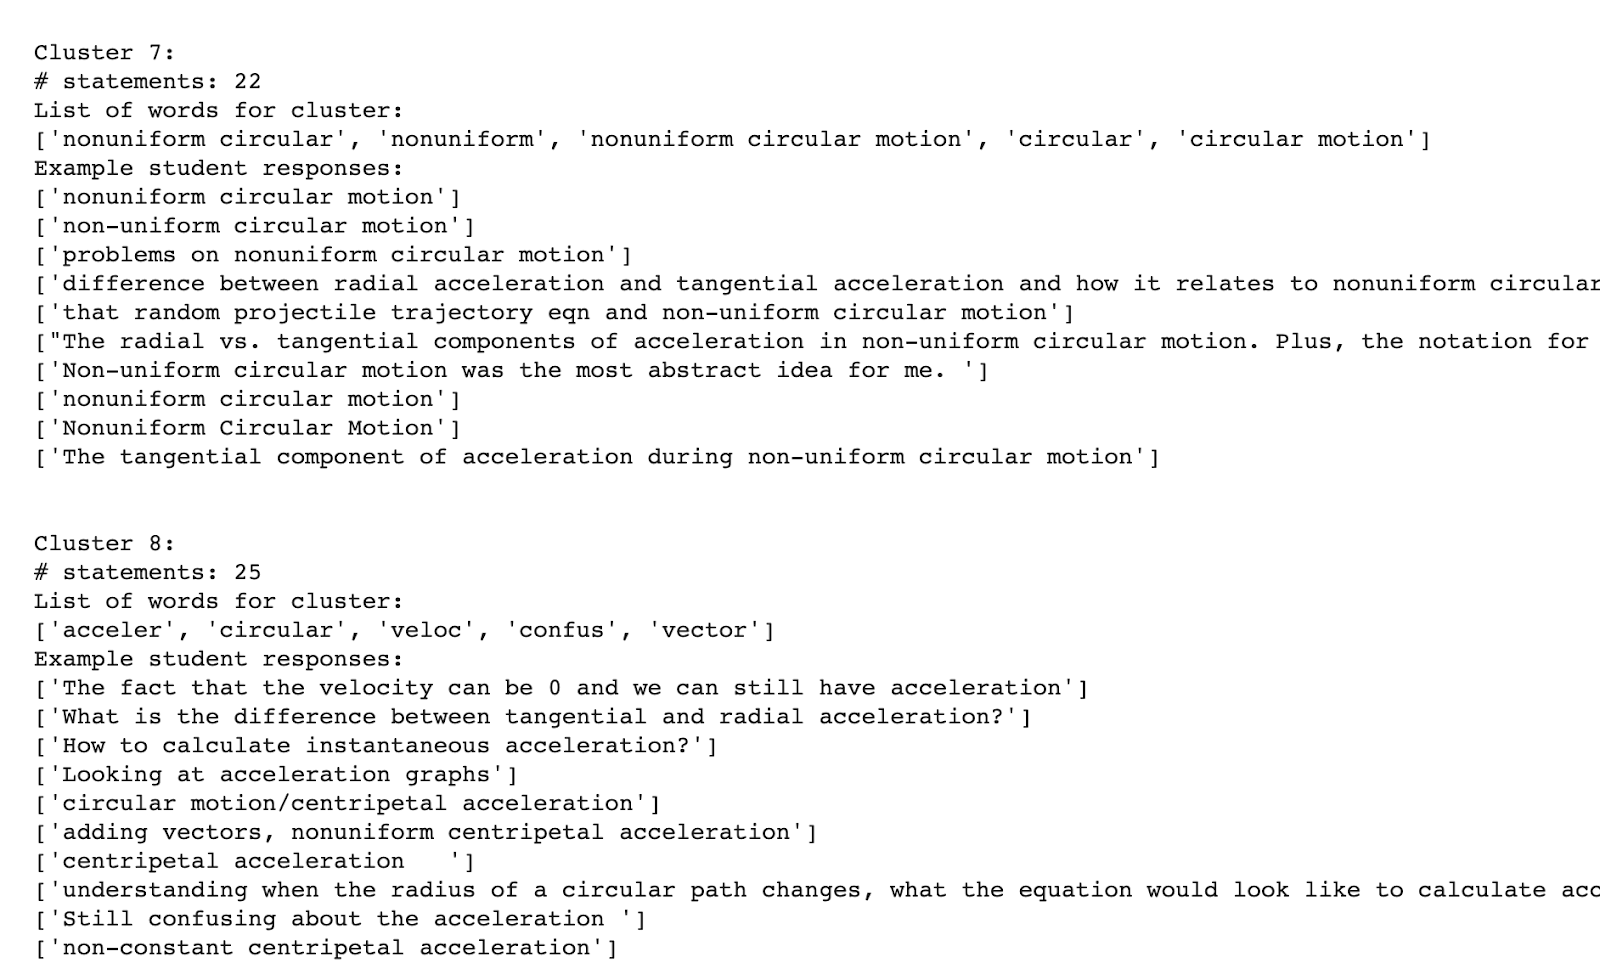 Cluster 7:
# statements: 22
List of words for cluster:
['nonuniform circular', 'nonuniform', 'nonuniform circular motion', 'circular', 'circular motion']
Example student responses:
['nonuniform circular motion']
['non-uniform circular motion']
['problems on nonuniform circular motion']
['difference between radial acceleration and tangential acceleration and how it relates to nonuniform circular
['that random projectile trajectory eqn and non-uniform circular motion']
["The radial vs. tangential components of acceleration in non-uniform circular motion. Plus, the notation for
['Non-uniform circular motion was the most abstract idea for me. ']
['nonuniform circular motion']
['Nonuniform Circular Motion']
['The tangential component of acceleration during non-uniform circular motion']
Cluster 8:
# statements: 25
List of words for cluster:
['acceler', 'circular', 'veloc', 'confus', 'vector']
Example student responses:
['The fact that the velocity can be 0 and we can still have acceleration']
['What is the difference between tangential and radial acceleration?']
['How to calculate instantaneous acceleration?']
['Looking at acceleration graphs']
['circular motion/centripetal acceleration']
['adding vectors, nonuniform centripetal acceleration']
['centripetal acceleration   ']
['understanding when the radius of a circular path changes, what the equation would look like to calculate acc
['Still confusing about the acceleration ']
['non-constant centripetal acceleration']